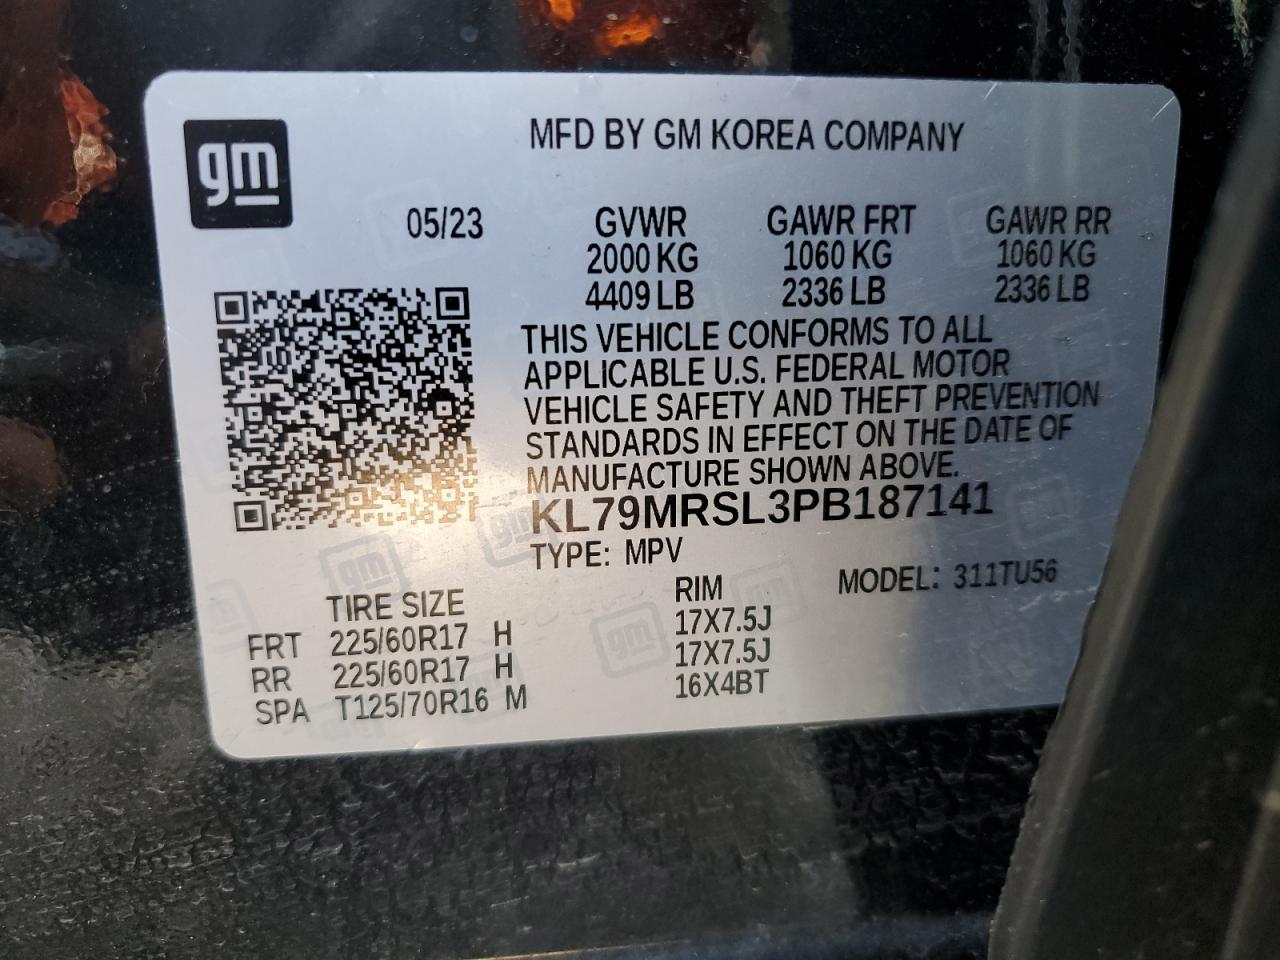 gm
MFD BY GM KOREA COMPANY
05/23
GVWR GAWR FRT GAWR RR
2000 KG 1060 KG 1060 KG
4409 LB 2336 LB 2336 LB
THIS VEHICLE CONFORMS TO ALL
APPLICABLE U.S. FEDERAL MOTOR
VEHICLE SAFETY AND THEFT PREVENTION
STANDARDS IN EFFECT ON THE DATE OF
MANUFACTURE SHOWN ABOVE.
KL79MRSL3PB187141
TYPE: MPV
MODEL: 311TU56
TIRE SIZE RIM
FRT 225/60R17 H 17X7.5J
RR 225/60R17 H 17X7.5J
SPA T125/70R16 M 16X4BT